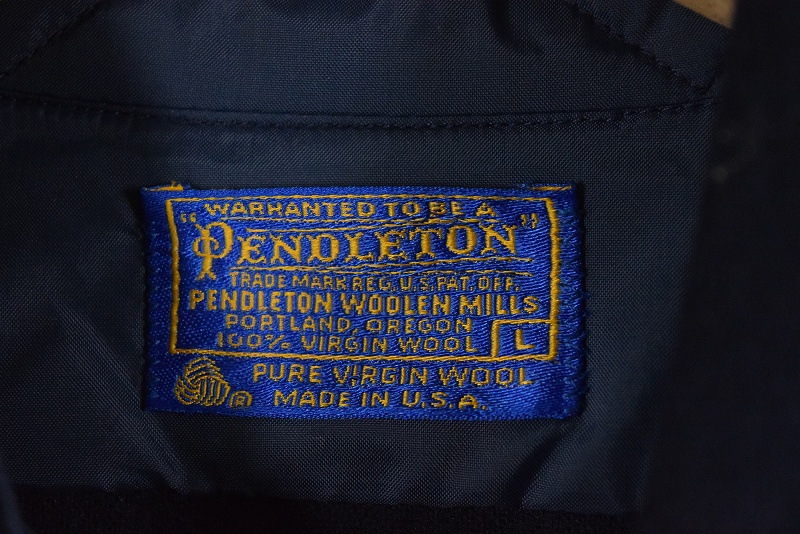 WARRANTED TO BE A
"PENDLETON"
TRADE MARK REG. U.S. PAT. OFF.
PENDLETON WOOLEN MILLS
PORTLAND, OREGON
100% VIRGIN WOOL L
PURE VIRGIN WOOL
® MADE IN U.S.A.